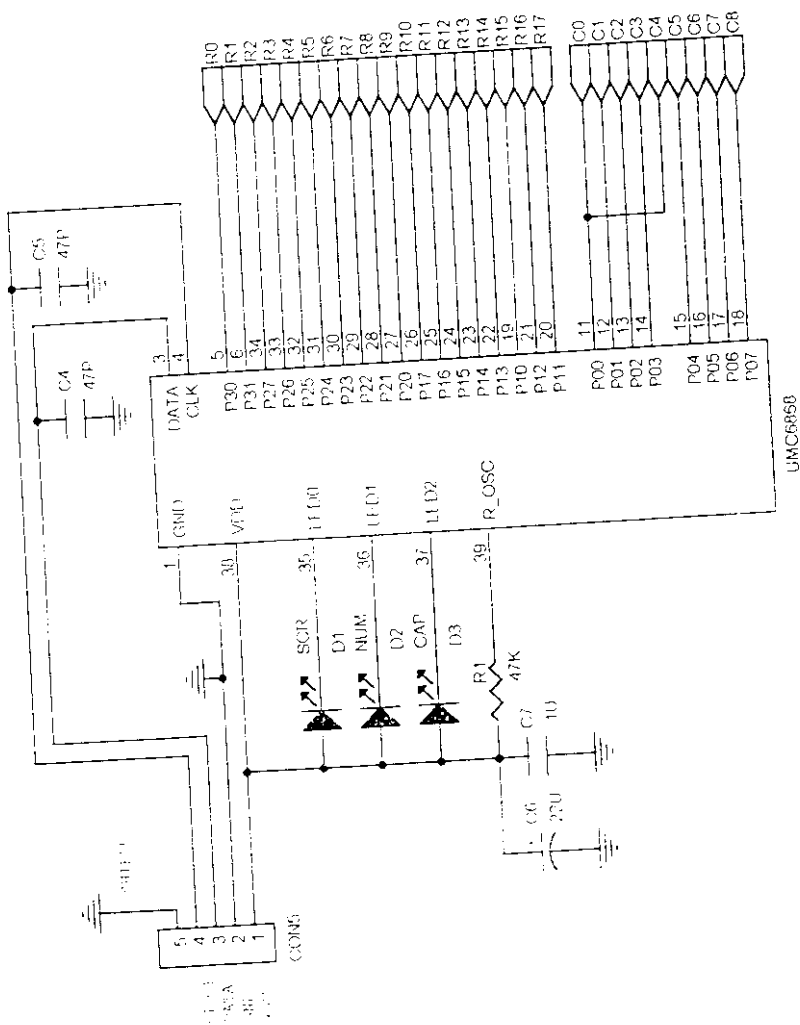 R0
R1
R2
R3
R4
R5
R6
R7
R8
R9
R10
R11
R12
R13
R14
R15
R16
R17
C0
C1
C2
C3
C4
C5
C6
C7
C8
C5
47P
C4
47P
3
4
5
6
34
33
32
31
30
29
28
27
26
25
24
23
22
19
21
20
11
12
13
14
15
16
17
18
DATA
CLK
P30
P31
P27
P26
P25
P24
P23
P22
P21
P20
P17
P16
P15
P14
P13
P10
P12
P11
P00
P01
P02
P03
P04
P05
P06
P07
GND
VDD
LED0
LED1
LED2
R_OSC
UMC6868
1
38
35
36
37
39
SCR
D1
NUM
D2
CAP
D3
R1
47K
C7
1U
C6
22U
5
4
3
2
1
CON5